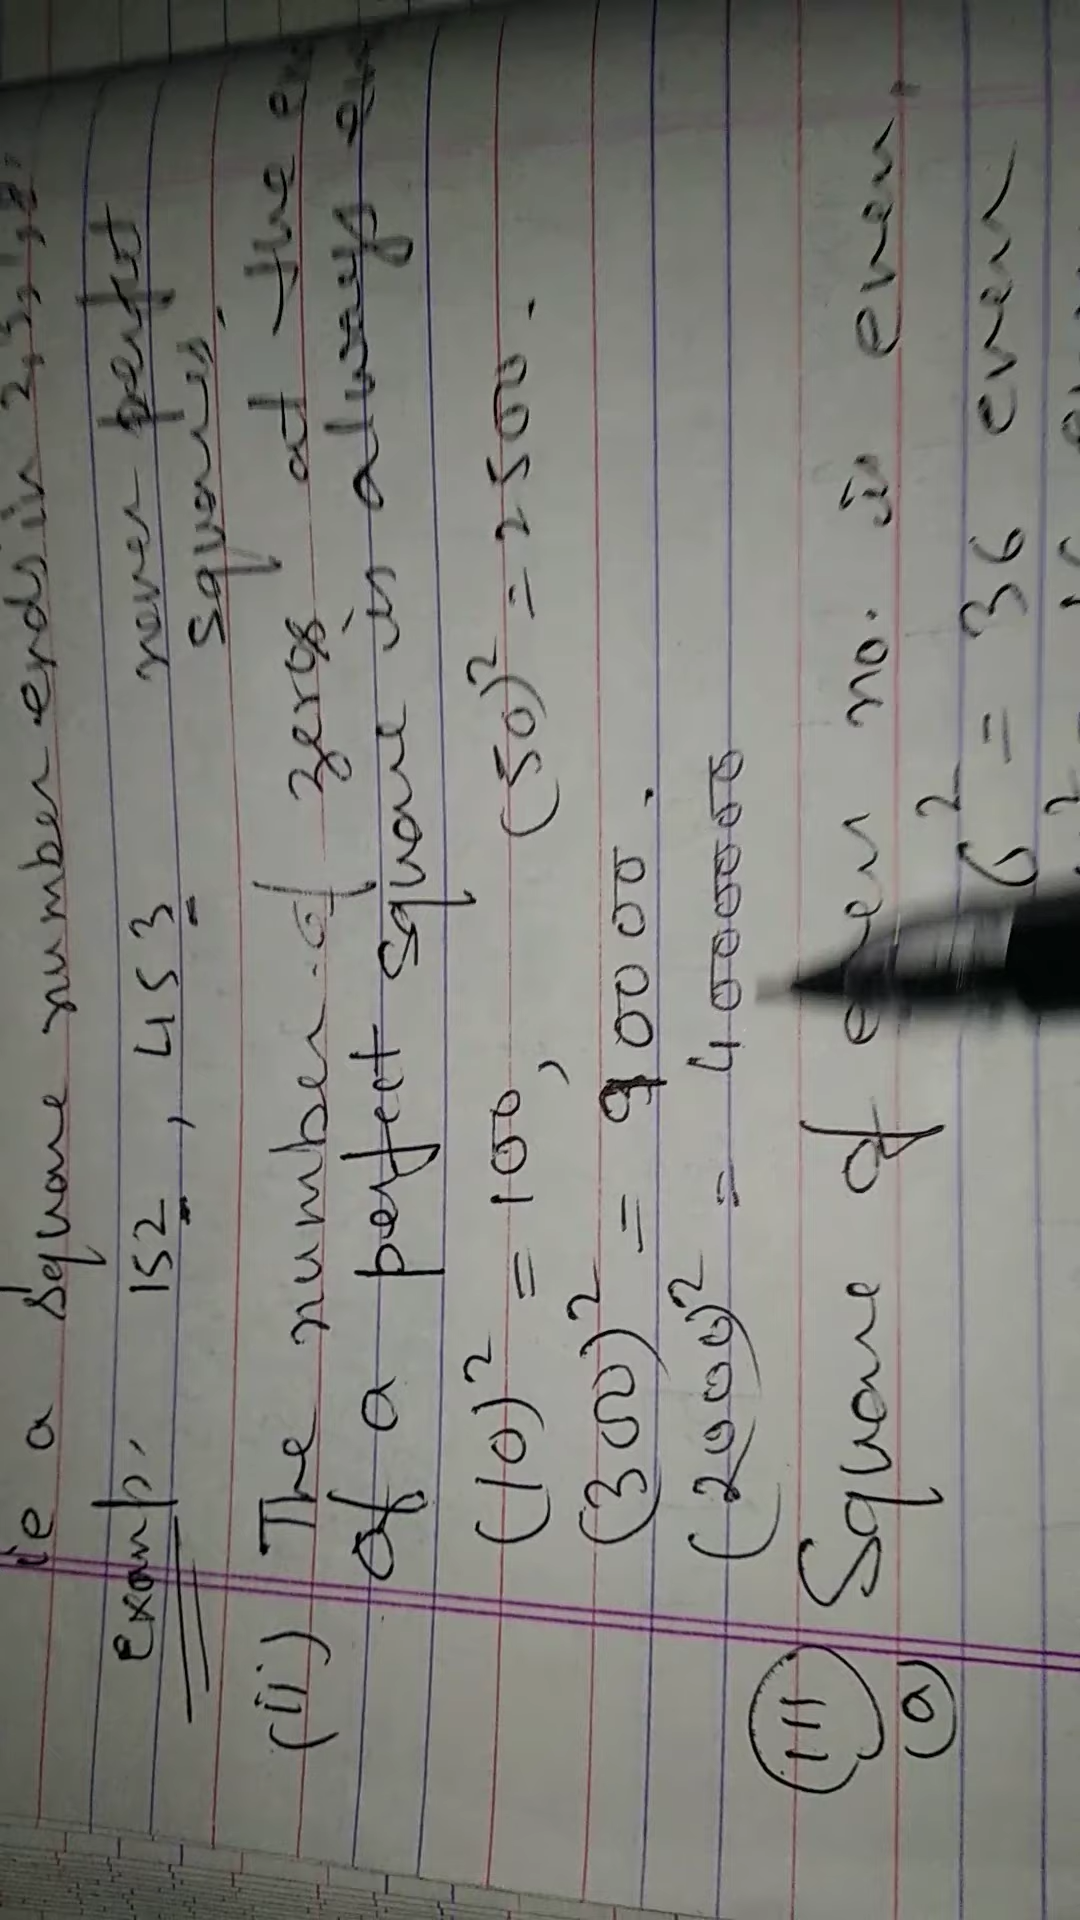 ie a square number ends in 2, 3,
examp. 152, 453 never perfect
squares.
(ii) The number of zeros at the
of a perfect square is always
(10)² = 100, (50)² = 2500.
(300)² = 90000.
(2000)² = 4000000
(iii) Square of even no. is even.
(a) 6² = 36 even